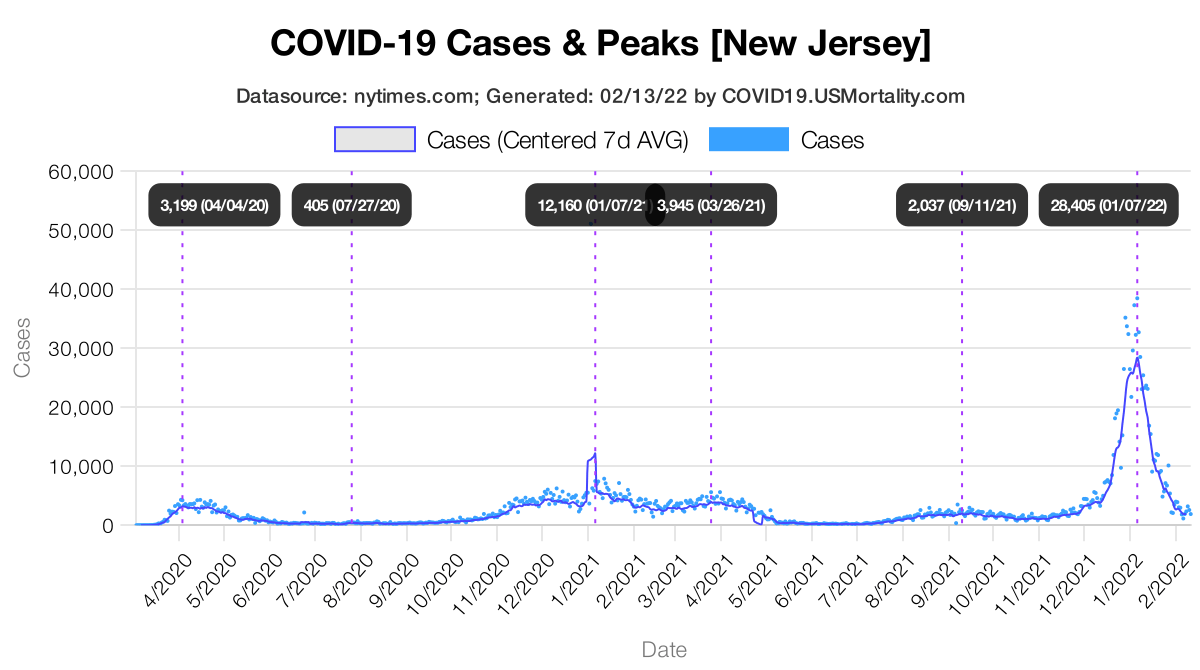 COVID-19 Cases & Peaks [New Jersey]
Datasource: nytimes.com; Generated: 02/13/22 by COVID19.USMortality.com
Cases (Centered 7d AVG) Cases
60,000
3,199 (04/04/20) 405 (07/27/20) 12,160 (01/07/21) 3,945 (03/26/21) 2,037 (09/11/21) 28,405 (01/07/22)
50,000
40,000
30,000
20,000
10,000
0
Cases
4/2020 5/2020 6/2020 7/2020 8/2020 9/2020 10/2020 11/2020 12/2020 1/2021 2/2021 3/2021 4/2021 5/2021 6/2021 7/2021 8/2021 9/2021 10/2021 11/2021 12/2021 1/2022 2/2022
Date